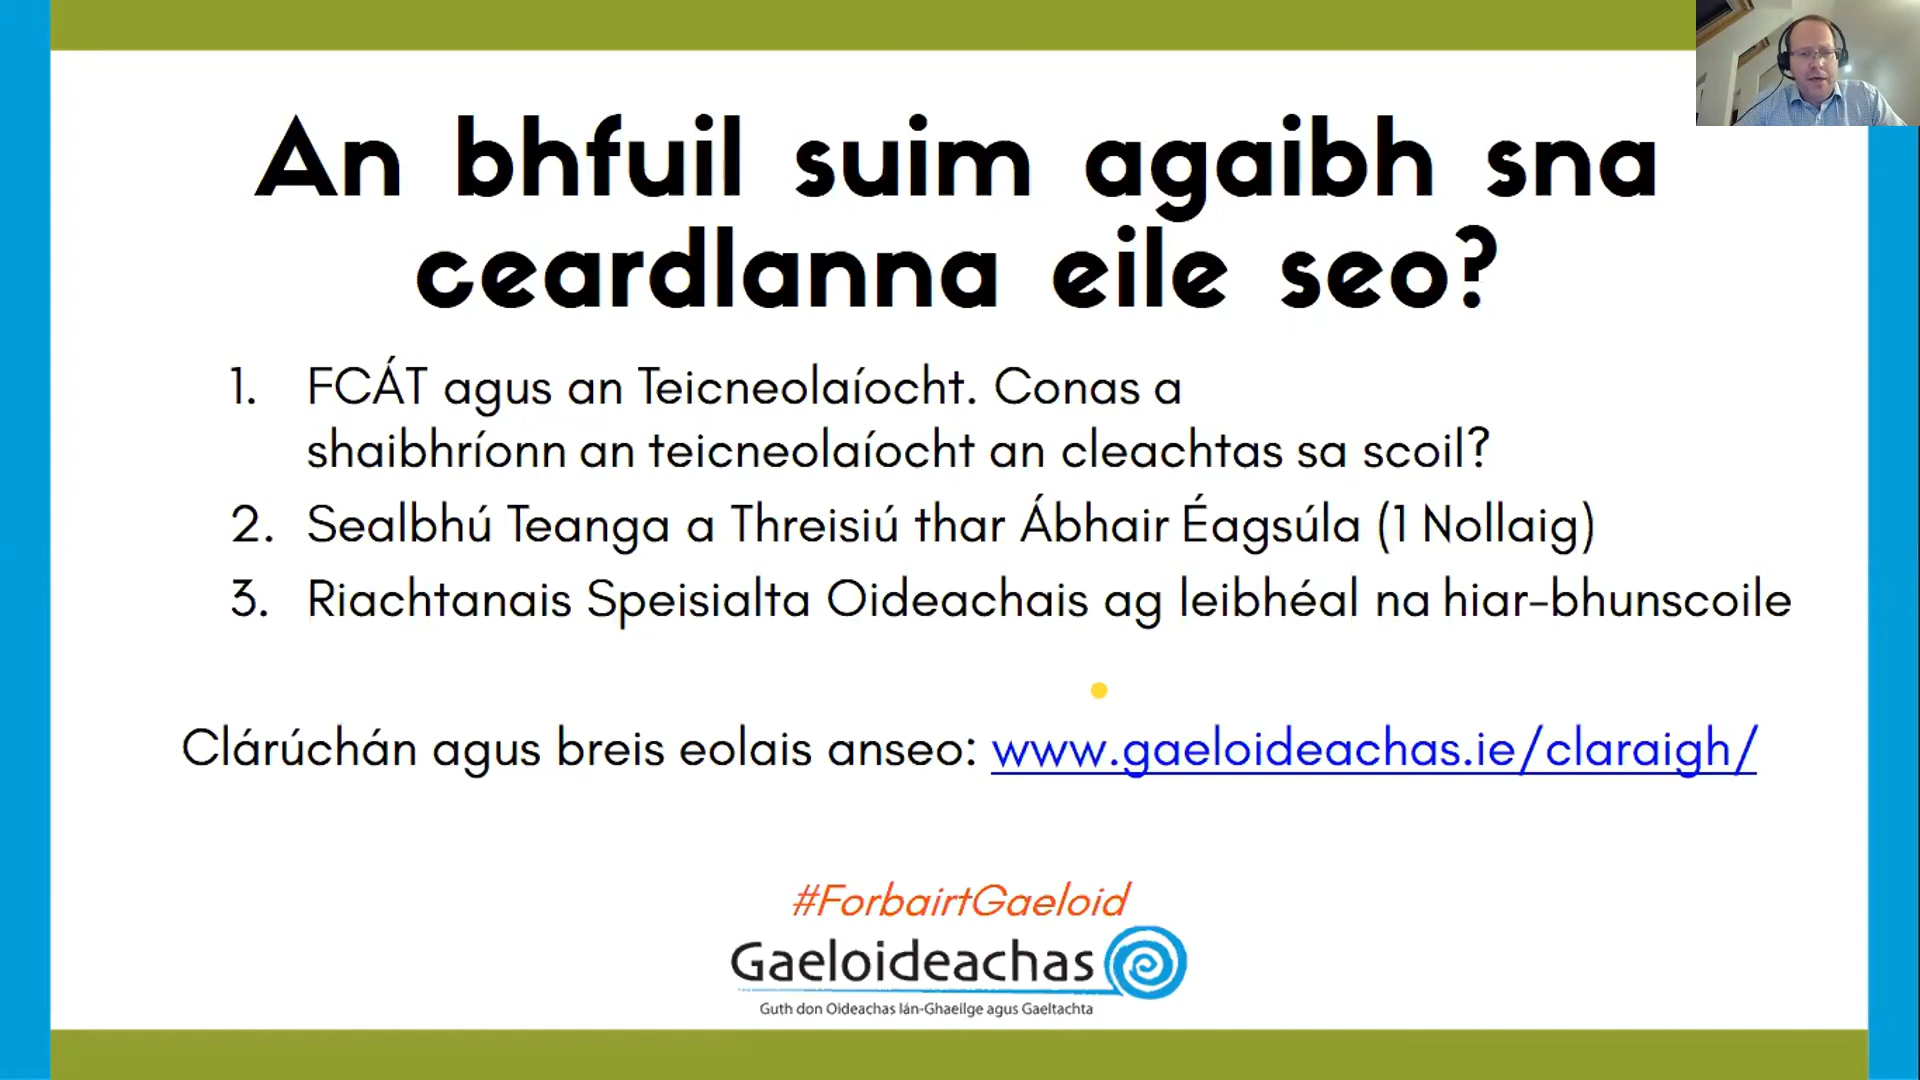 An bhfuil suim agaibh sna
ceardlanna eile seo?
1. FCÁT agus an Teicneolaíocht. Conas a
shaibhríonn an teicneolaíocht an cleachtas sa scoil?
2. Sealbhú Teanga a Threisiú thar Ábhair Éagsúla (1 Nollaig)
3. Riachtanais Speisialta Oideachais ag leibhéal na hiar-bhunscoile
Clárúchán agus breis eolais anseo: www.gaeloideachas.ie/claraigh/
#ForbairtGaeloid
Gaeloideachas
Guth don Oideachas lán-Ghaeilge agus Gaeltachta